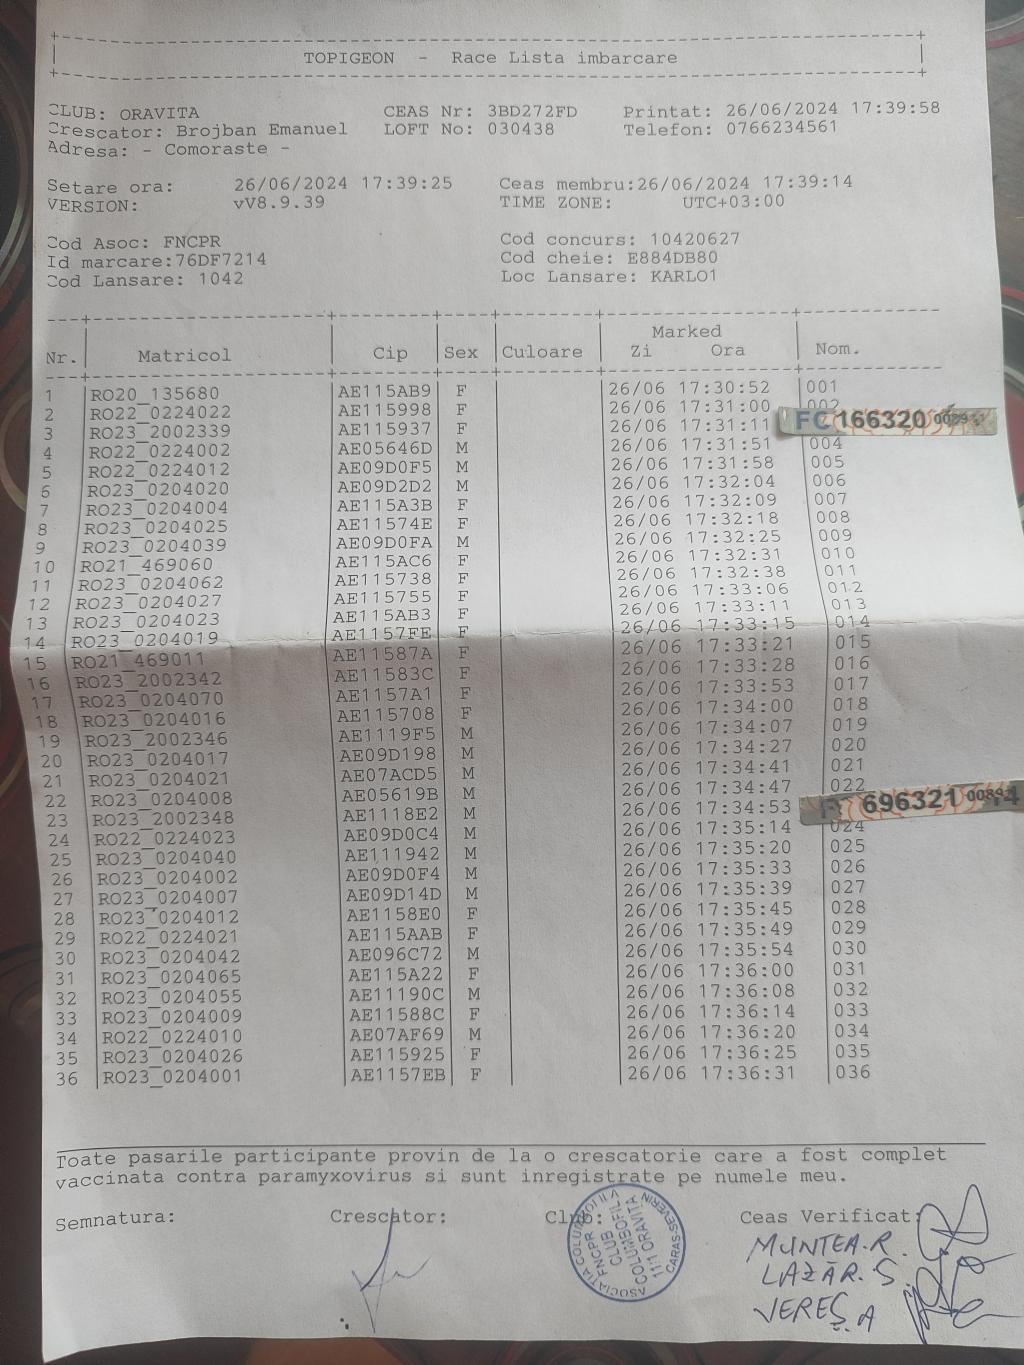 TOPIGEON - Race Lista imbarcare
CLUB: ORAVITA CEAS Nr: 3BD272FD Printat: 26/06/2024 17:39:58
Crescator: Brojban Emanuel LOFT No: 030438 Telefon: 0766234561
Adresa: - Comoraste -
Setare ora: 26/06/2024 17:39:25 Ceas membru:26/06/2024 17:39:14
VERSION: vV8.9.39 TIME ZONE: UTC+03:00
Cod Asoc: FNCPR Cod concurs: 10420627
Id marcare:76DF7214 Cod cheie: E884DB80
Cod Lansare: 1042 Loc Lansare: KARLO1
Marked
Nr. Matricol Cip Sex Culoare Zi Ora Nom.
1 RO20_135680 AE115AB9 F 26/06 17:30:52 001
2 RO22_0224022 AE115998 F 26/06 17:31:00 002
3 RO23_2002339 AE115937 F 26/06 17:31:11 FC 166320
4 RO22_0224002 AE05646D M 26/06 17:31:51 004
5 RO22_0224012 AE09D0F5 M 26/06 17:31:58 005
6 RO23_0204020 AE09D2D2 M 26/06 17:32:04 006
7 RO23_0204004 AE115A3B F 26/06 17:32:09 007
8 RO23_0204025 AE11574E F 26/06 17:32:18 008
9 RO23_0204039 AE09D0FA M 26/06 17:32:25 009
10 RO21_469060 AE115AC6 F 26/06 17:32:31 010
11 RO23_0204062 AE115738 F 26/06 17:32:38 011
12 RO23_0204027 AE115755 F 26/06 17:33:06 012
13 RO23_0204023 AE115AB3 F 26/06 17:33:11 013
14 RO23_0204019 AE1157FE F 26/06 17:33:15 014
15 RO21_469011 AE11587A F 26/06 17:33:21 015
16 RO23_2002342 AE11583C F 26/06 17:33:28 016
17 RO23_0204070 AE1157A1 F 26/06 17:33:53 017
18 RO23_0204016 AE115708 F 26/06 17:34:00 018
19 RO23_2002346 AE1119F5 M 26/06 17:34:07 019
20 RO23_0204017 AE09D198 M 26/06 17:34:27 020
21 RO23_0204021 AE07ACD5 M 26/06 17:34:41 021
22 RO23_0204008 AE05619B M 26/06 17:34:47 022
23 RO23_2002348 AE1118E2 M 26/06 17:34:53 696321
24 RO22_0224023 AE09D0C4 M 26/06 17:35:14 024
25 RO23_0204040 AE111942 M 26/06 17:35:20 025
26 RO23_0204002 AE09D0F4 M 26/06 17:35:33 026
27 RO23_0204007 AE09D14D M 26/06 17:35:39 027
28 RO23_0204012 AE1158E0 F 26/06 17:35:45 028
29 RO22_0224021 AE115AAB F 26/06 17:35:49 029
30 RO23_0204042 AE096C72 M 26/06 17:35:54 030
31 RO23_0204065 AE115A22 F 26/06 17:36:00 031
32 RO23_0204055 AE11190C M 26/06 17:36:08 032
33 RO23_0204009 AE11588C F 26/06 17:36:14 033
34 RO22_0224010 AE07AF69 M 26/06 17:36:20 034
35 RO23_0204026 AE115925 F 26/06 17:36:25 035
36 RO23_0204001 AE1157EB F 26/06 17:36:31 036
Toate pasarile participante provin de la o crescatorie care a fost complet
vaccinata contra paramyxovirus si sunt inregistrate pe numele meu.
Semnatura: Crescator: Club: Ceas Verificat:
FNCPR
CLUB
COLUMBOFIL
ORAVITA
CARAS-SEVERIN
MUNTEA.R.
LAZĂR.S.
VEREȘ.A